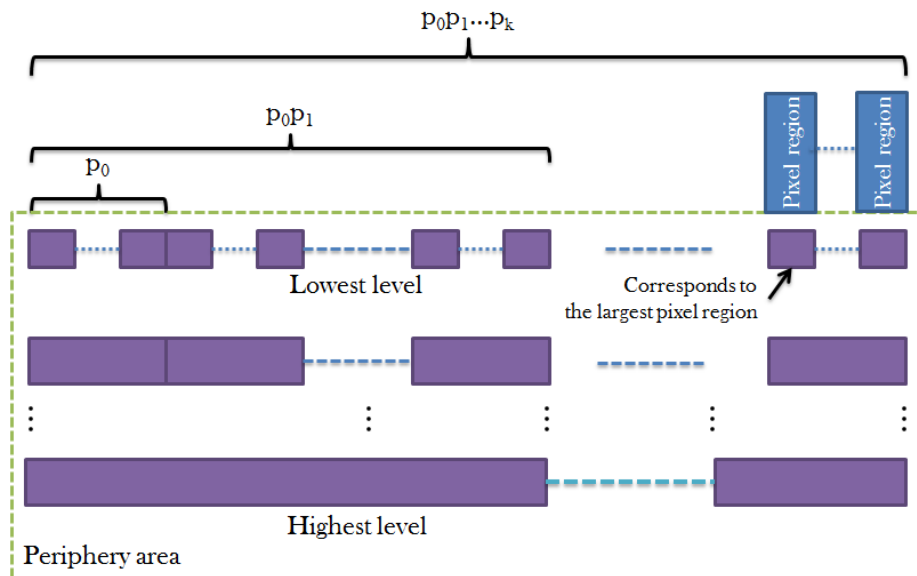 p₀p₁...pₖ
p₀p₁
p₀
Pixel region
Pixel region
Lowest level
Corresponds to
the largest pixel region
Highest level
Periphery area